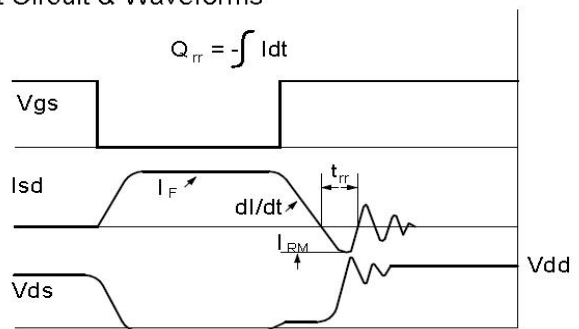 Circuit & Waveforms
Q rr = -∫ Idt
Vgs
Isd
I F
dI/dt
t rr
I RM
Vds
Vdd